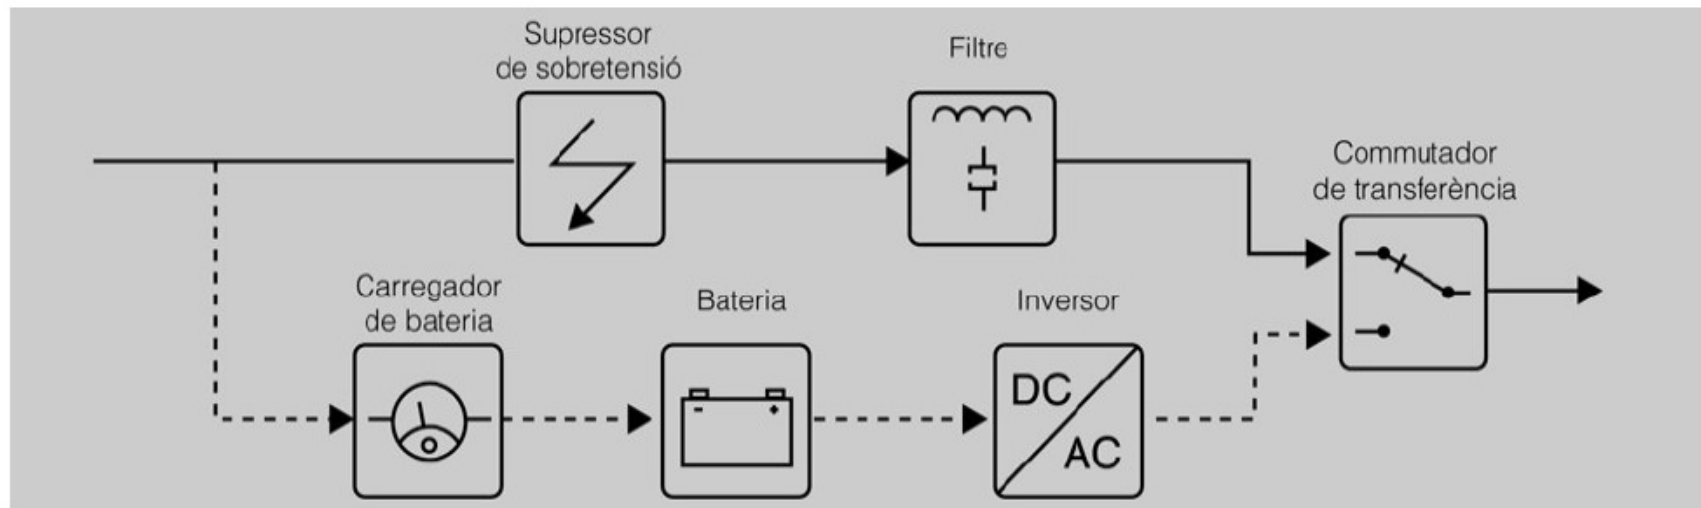 Supressor
de sobretensió
Filtre
Commutador
de transferència
Carregador
de bateria
Bateria
Inversor
- +
DC
AC